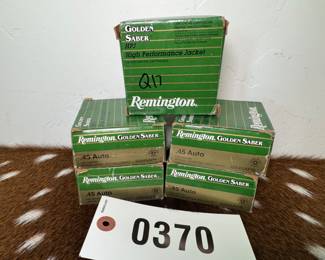 GOLDEN
SABER
HPJ
High Performance Jacket
Q17
Remington.
Remington. GOLDEN SABER
.45 Auto
Remington. GOLDEN SABER
.45 Auto
Remington. GOLDEN SABER
.45 Auto
Remington. GOLDEN SABER
.45 Auto
0370